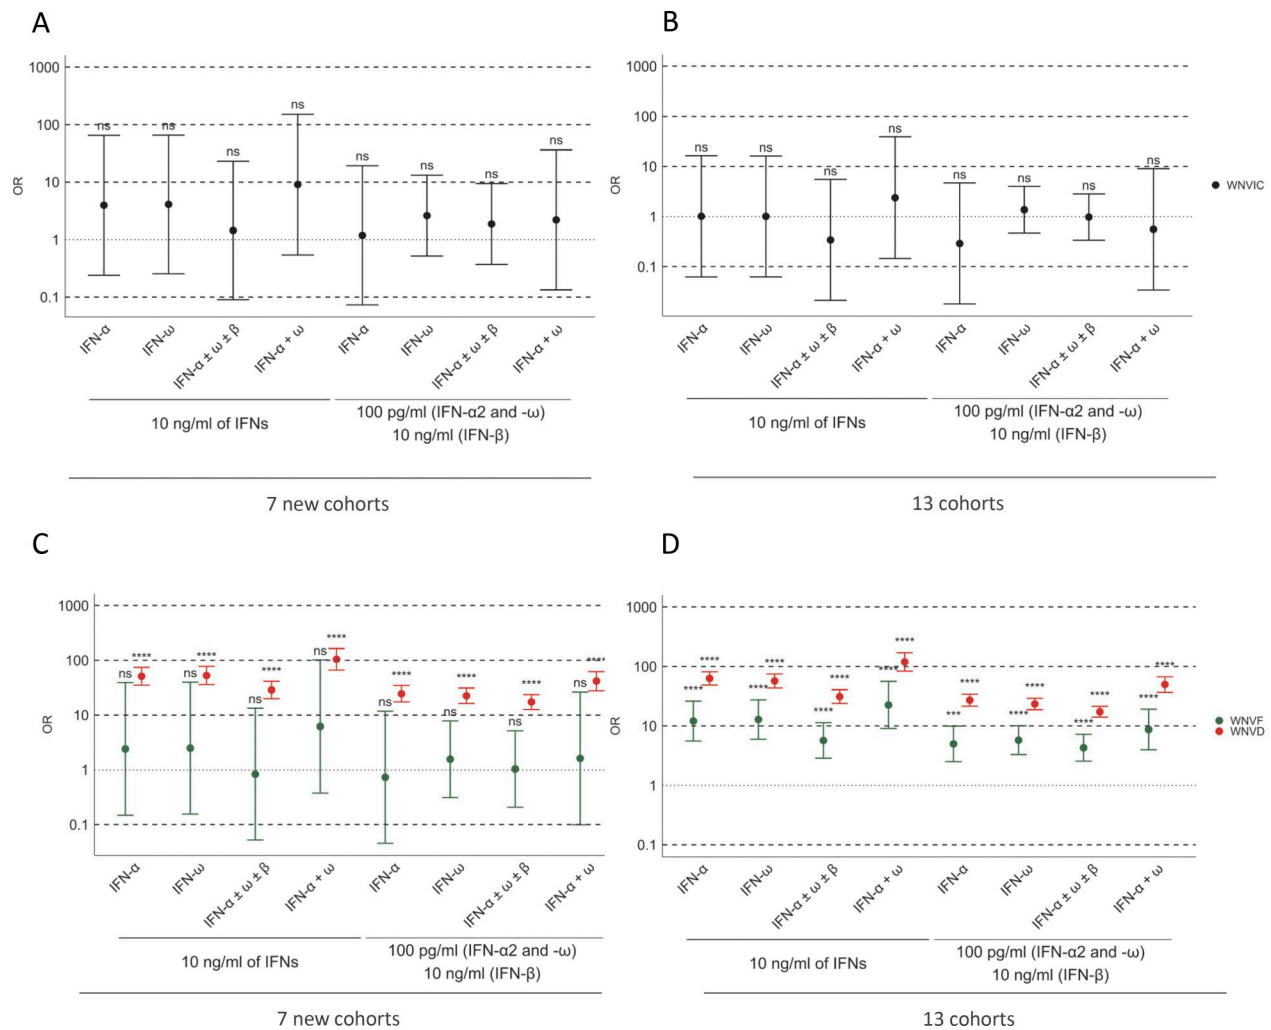 A
1000
100
10
1
0.1
OR
ns
ns
ns
ns
ns
ns
ns
ns
IFN-α
IFN-ω
IFN-α ± ω ± β
IFN-α + ω
IFN-α
IFN-ω
IFN-α ± ω ± β
IFN-α + ω
10 ng/ml of IFNs
100 pg/ml (IFN-α2 and -ω)
10 ng/ml (IFN-β)
7 new cohorts
B
1000
100
10
1
0.1
OR
ns
ns
ns
ns
ns
ns
ns
ns
WNVIC
IFN-α
IFN-ω
IFN-α ± ω ± β
IFN-α + ω
IFN-α
IFN-ω
IFN-α ± ω ± β
IFN-α + ω
10 ng/ml of IFNs
100 pg/ml (IFN-α2 and -ω)
10 ng/ml (IFN-β)
13 cohorts
C
1000
100
10
1
0.1
OR
ns
****
ns
****
ns
****
ns
****
ns
****
ns
****
ns
****
ns
****
IFN-α
IFN-ω
IFN-α ± ω ± β
IFN-α + ω
IFN-α
IFN-ω
IFN-α ± ω ± β
IFN-α + ω
10 ng/ml of IFNs
100 pg/ml (IFN-α2 and -ω)
10 ng/ml (IFN-β)
7 new cohorts
D
1000
100
10
1
0.1
OR
****
****
****
****
****
****
****
****
***
****
****
****
****
****
****
****
WNVF
WNVD
IFN-α
IFN-ω
IFN-α ± ω ± β
IFN-α + ω
IFN-α
IFN-ω
IFN-α ± ω ± β
IFN-α + ω
10 ng/ml of IFNs
100 pg/ml (IFN-α2 and -ω)
10 ng/ml (IFN-β)
13 cohorts